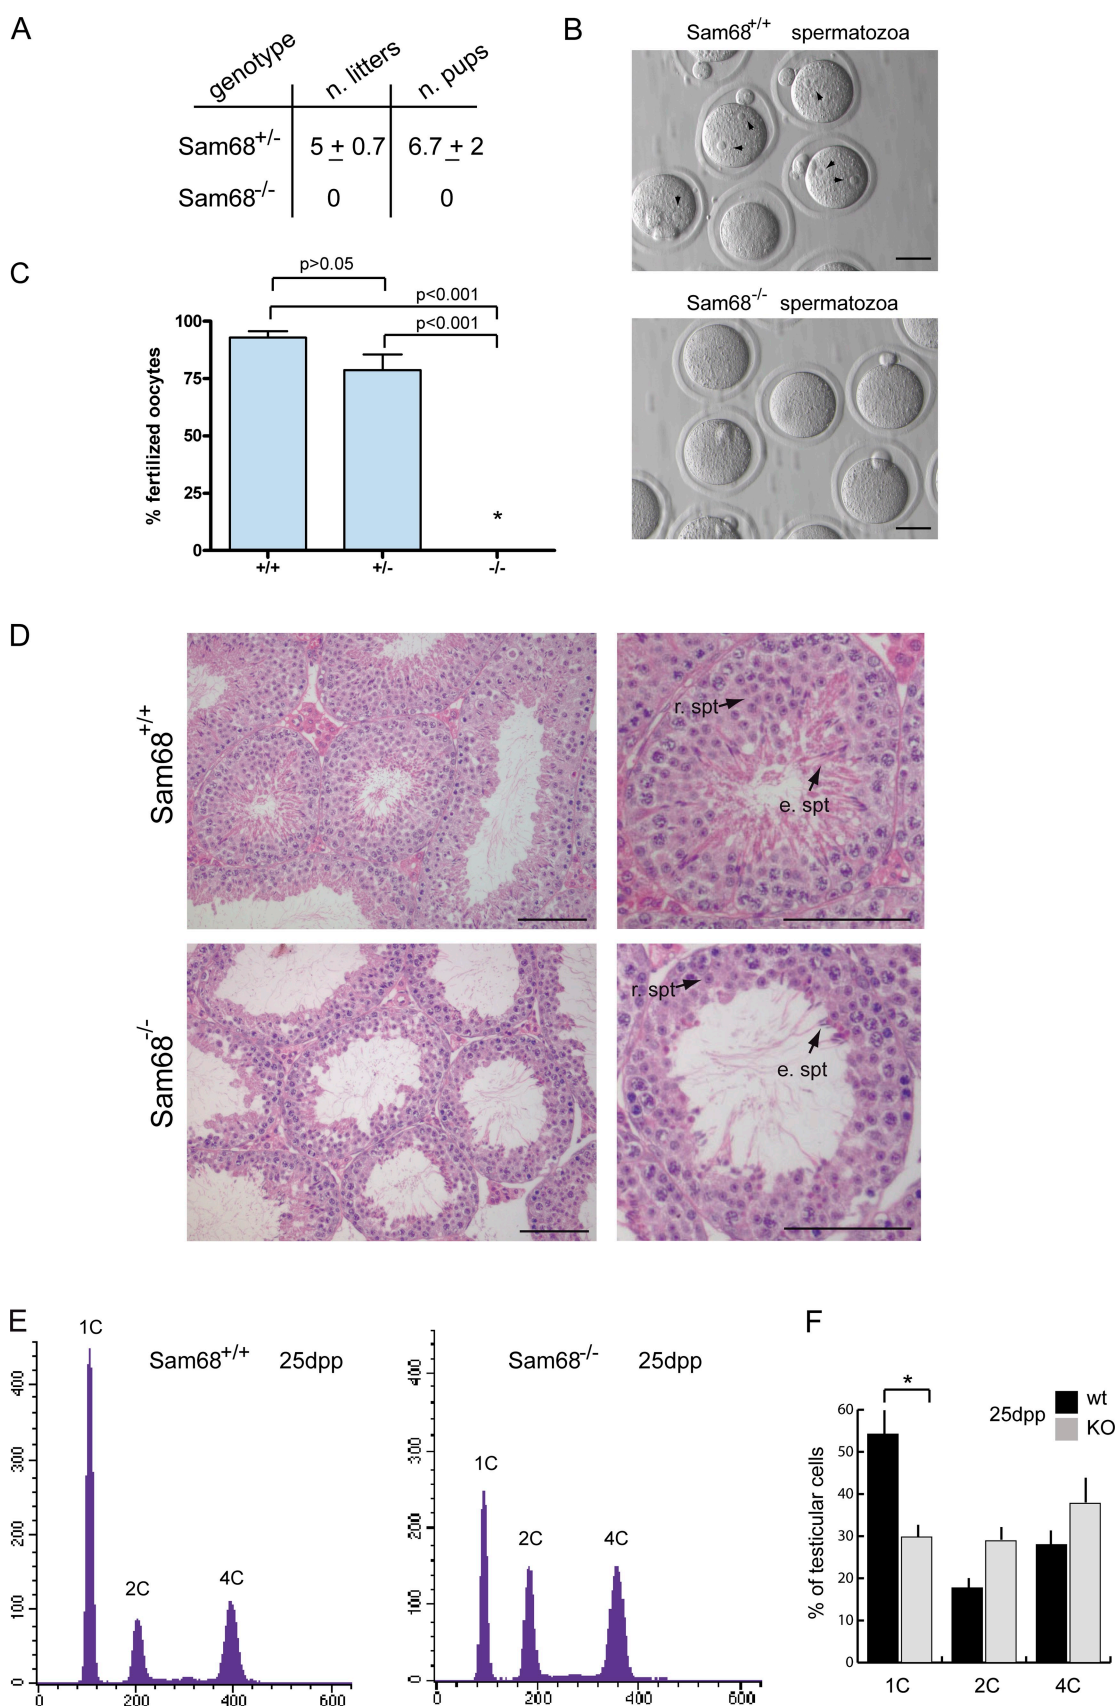 A
genotype
n. litters
n. pups
Sam68+/-
5 ± 0.7
6.7 ± 2
Sam68-/-
0
0
B
Sam68+/+ spermatozoa
Sam68-/- spermatozoa
C
p>0.05
p<0.001
p<0.001
% fertilized oocytes
100
75
50
25
0
*
+/+
+/-
-/-
D
Sam68+/+
r. spt
e. spt
Sam68-/-
r. spt
e. spt
E
Sam68+/+ 25dpp
1C
2C
4C
400
300
200
100
0
0 200 400 600
Sam68-/- 25dpp
1C
2C
4C
400
300
200
100
0
0 200 400 600
F
*
25dpp
wt
KO
% of testicular cells
60
50
40
30
20
10
0
1C 2C 4C